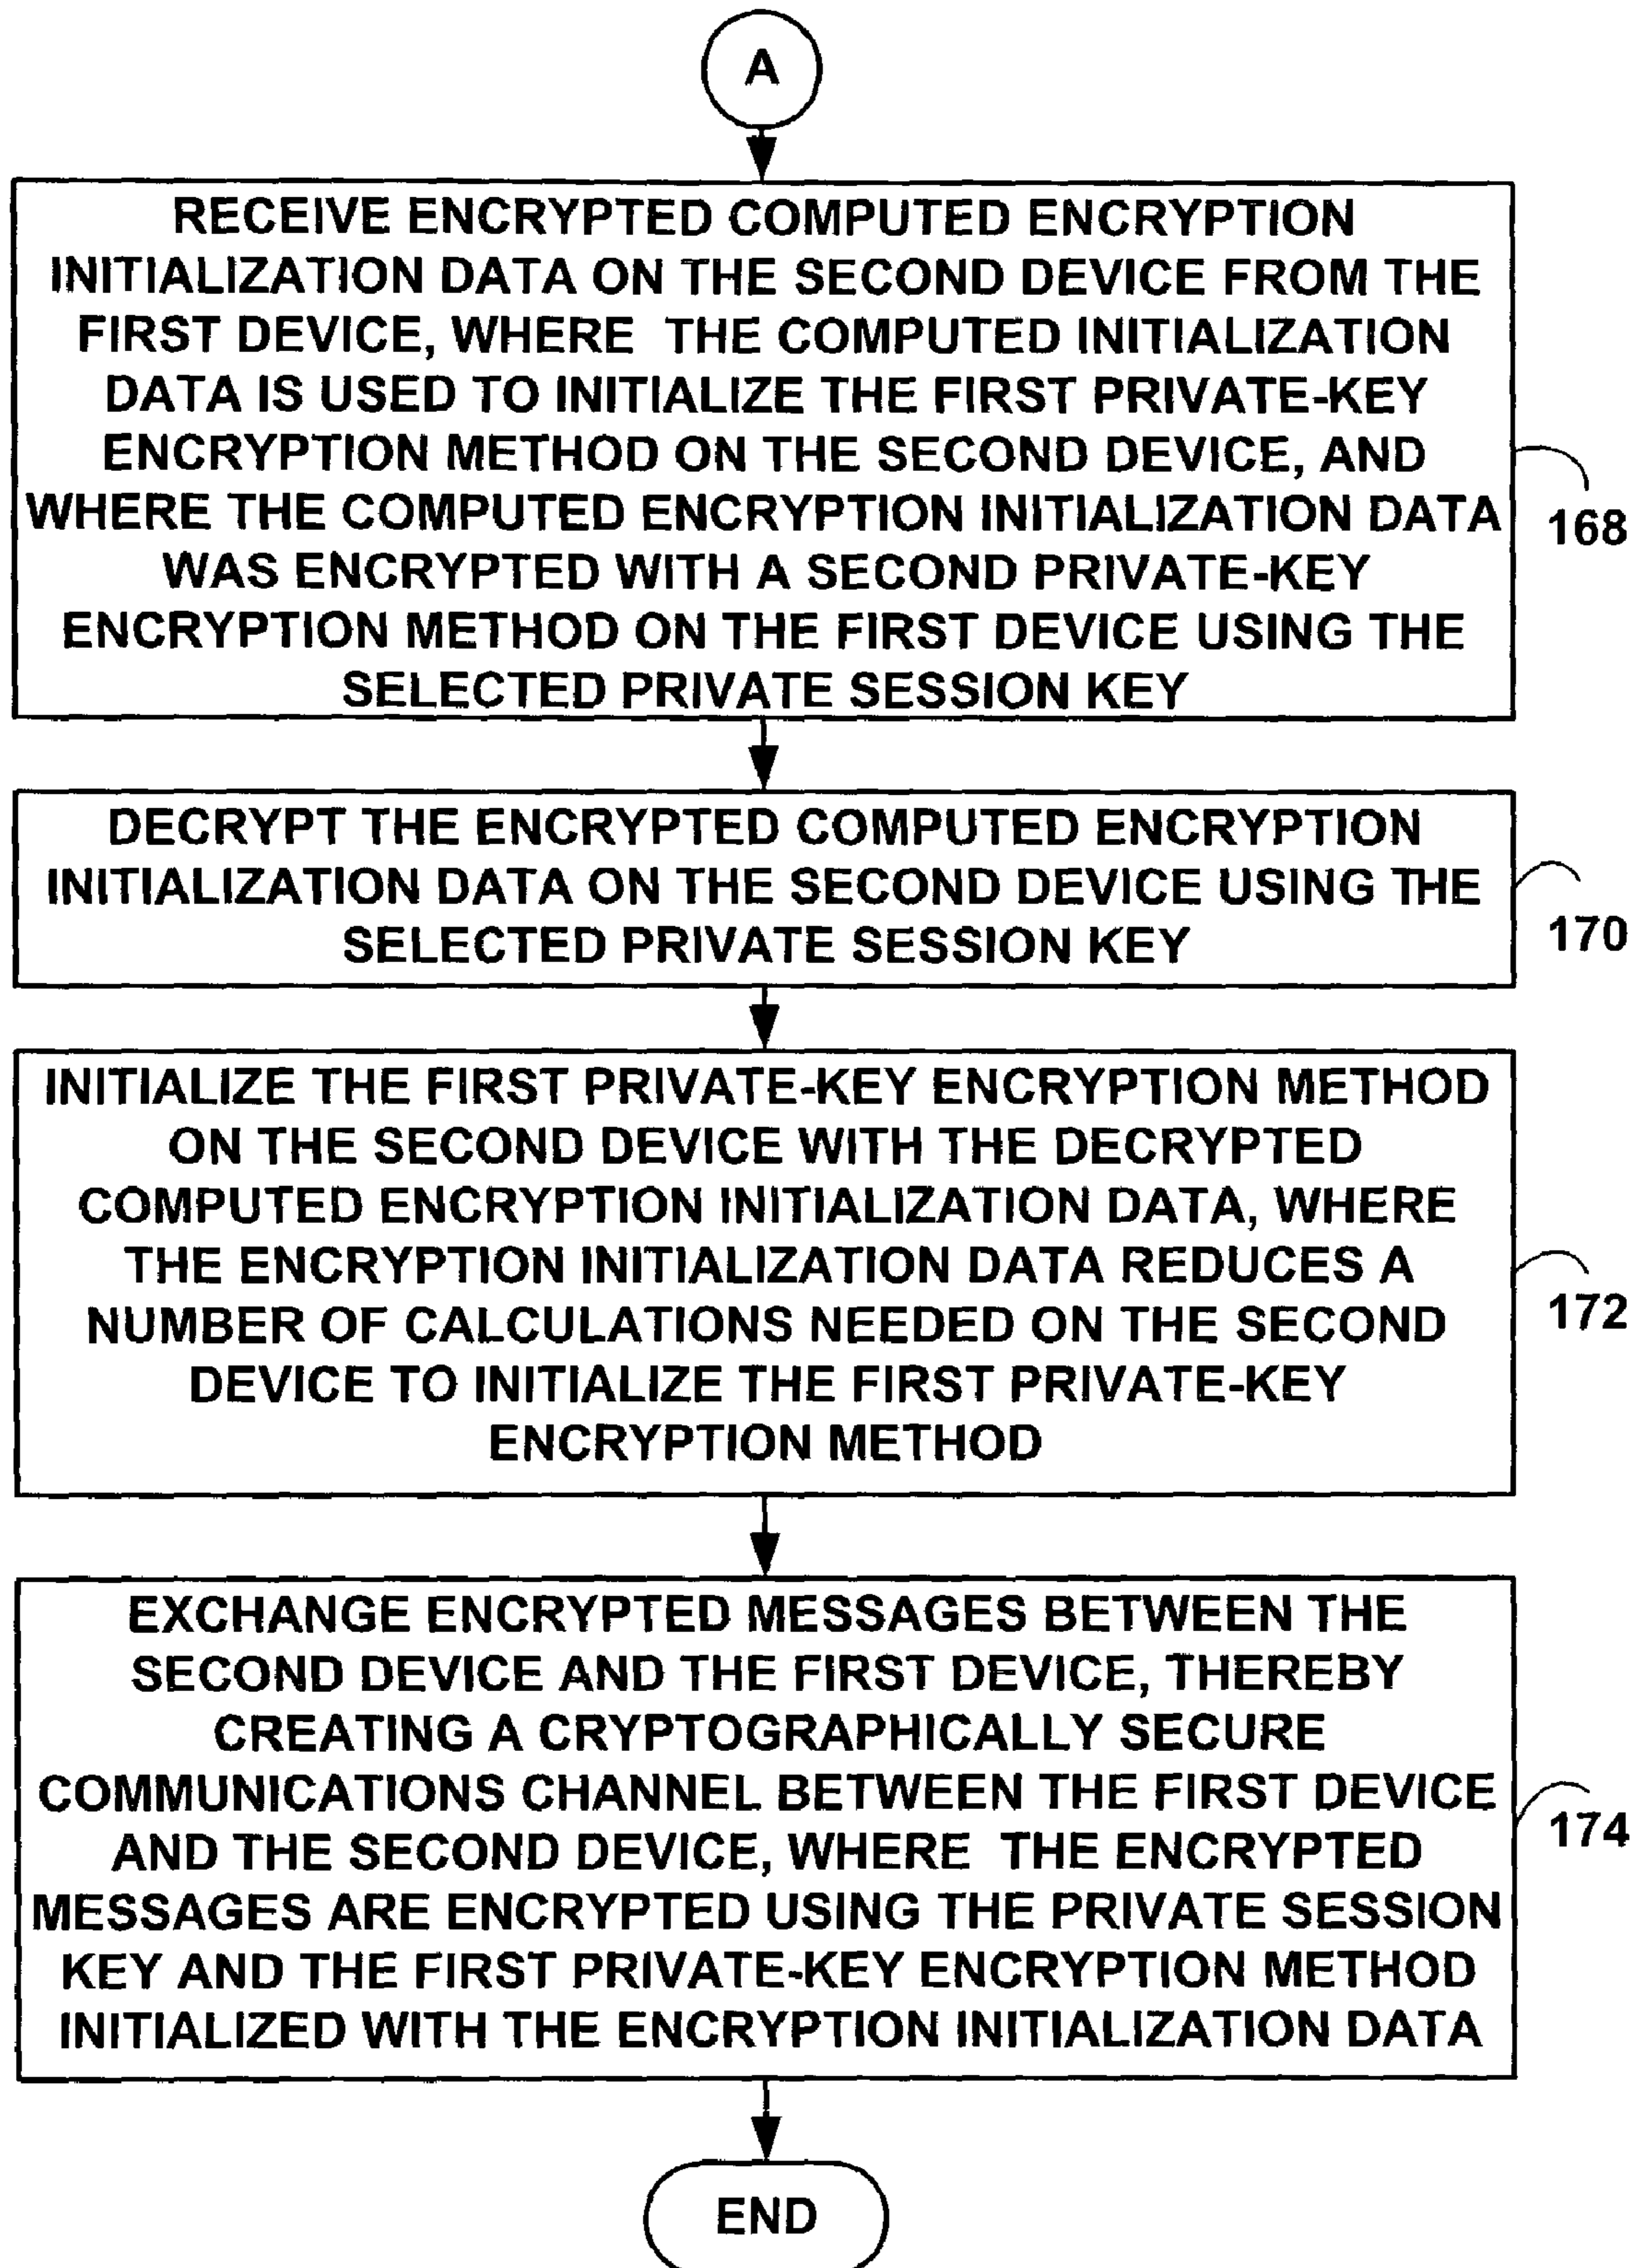 A
RECEIVE ENCRYPTED COMPUTED ENCRYPTION
INITIALIZATION DATA ON THE SECOND DEVICE FROM THE
FIRST DEVICE, WHERE THE COMPUTED INITIALIZATION
DATA IS USED TO INITIALIZE THE FIRST PRIVATE-KEY
ENCRYPTION METHOD ON THE SECOND DEVICE, AND
WHERE THE COMPUTED ENCRYPTION INITIALIZATION DATA
WAS ENCRYPTED WITH A SECOND PRIVATE-KEY
ENCRYPTION METHOD ON THE FIRST DEVICE USING THE
SELECTED PRIVATE SESSION KEY
168
DECRYPT THE ENCRYPTED COMPUTED ENCRYPTION
INITIALIZATION DATA ON THE SECOND DEVICE USING THE
SELECTED PRIVATE SESSION KEY
170
INITIALIZE THE FIRST PRIVATE-KEY ENCRYPTION METHOD
ON THE SECOND DEVICE WITH THE DECRYPTED
COMPUTED ENCRYPTION INITIALIZATION DATA, WHERE
THE ENCRYPTION INITIALIZATION DATA REDUCES A
NUMBER OF CALCULATIONS NEEDED ON THE SECOND
DEVICE TO INITIALIZE THE FIRST PRIVATE-KEY
ENCRYPTION METHOD
172
EXCHANGE ENCRYPTED MESSAGES BETWEEN THE
SECOND DEVICE AND THE FIRST DEVICE, THEREBY
CREATING A CRYPTOGRAPHICALLY SECURE
COMMUNICATIONS CHANNEL BETWEEN THE FIRST DEVICE
AND THE SECOND DEVICE, WHERE THE ENCRYPTED
MESSAGES ARE ENCRYPTED USING THE PRIVATE SESSION
KEY AND THE FIRST PRIVATE-KEY ENCRYPTION METHOD
INITIALIZED WITH THE ENCRYPTION INITIALIZATION DATA
174
END